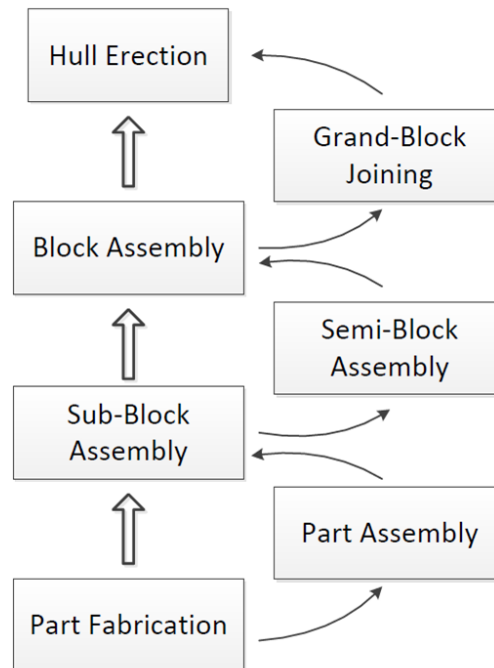 Hull Erection
Grand-Block
Joining
Block Assembly
Semi-Block
Assembly
Sub-Block
Assembly
Part Assembly
Part Fabrication